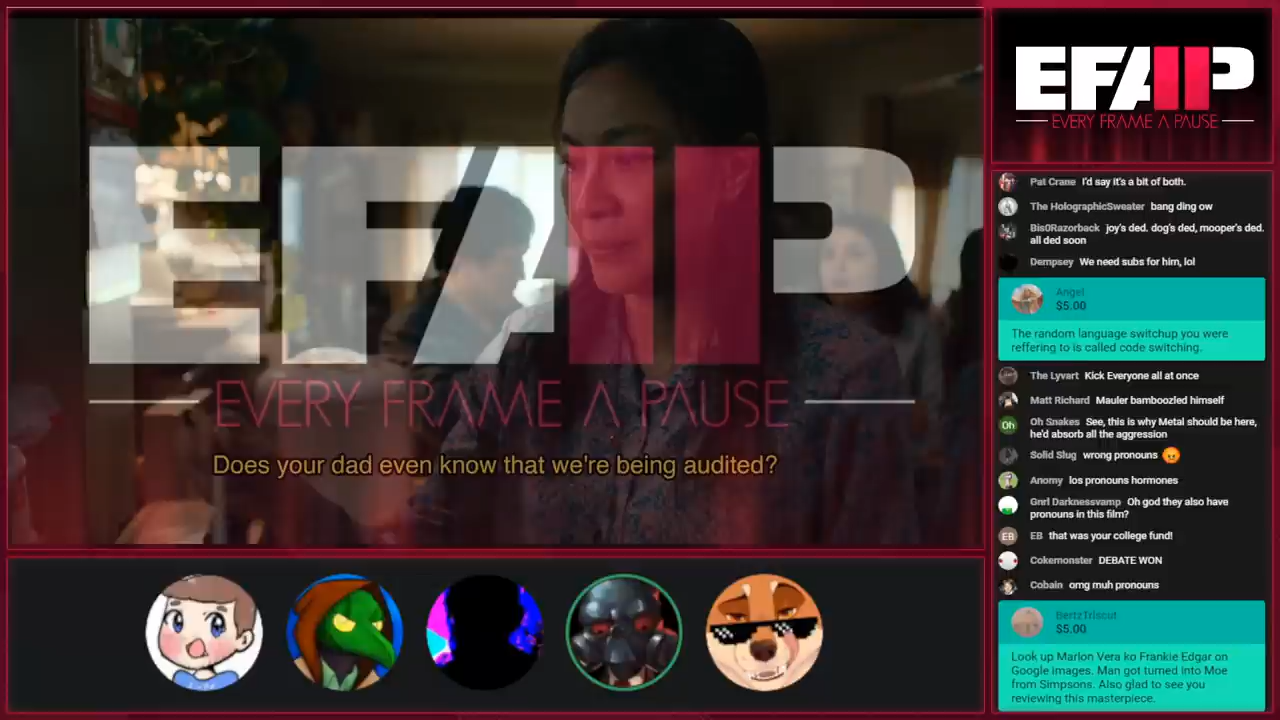 EFAP
EVERY FRAME A PAUSE
Does your dad even know that we're being audited?
EFAP
EVERY FRAME A PAUSE
Pat Crane I'd say it's a bit of both.
The HolographicSweater bang ding ow
Bis0Razorback joy's ded. dog's ded, mooper's ded.
all ded soon
Dempsey We need subs for him, lol
Angel
$5.00
The random language switchup you were
reffering to is called code switching.
The Lyvart Kick Everyone all at once
Matt Richard Mauler bamboozled himself
Oh
Oh Snakes See, this is why Metal should be here,
he'd absorb all the aggression
Solid Slug wrong pronouns 😡
Anomy los pronouns hormones
Gnrl Darknessvamp Oh god they also have
pronouns in this film?
EB
EB that was your college fund!
Cokemonster DEBATE WON
Cobain omg muh pronouns
BertzTriscut
$5.00
Look up Marlon Vera ko Frankie Edgar on
Google images. Man got turned into Moe
from Simpsons. Also glad to see you
reviewing this masterpiece.